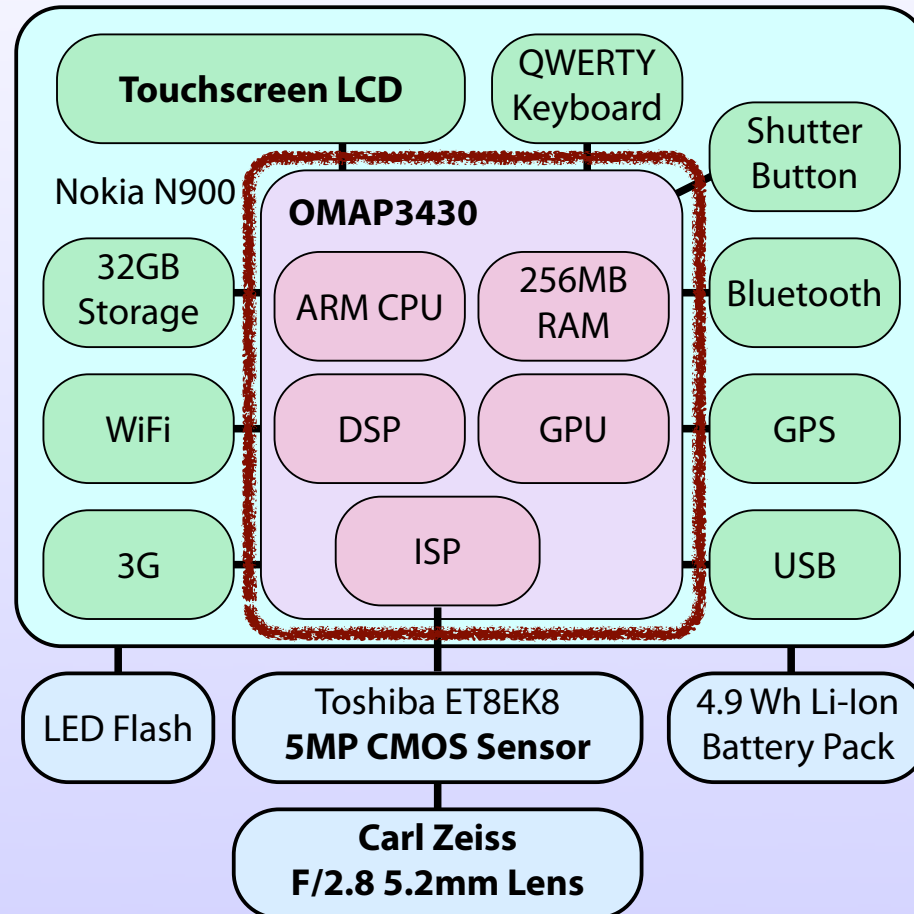 Touchscreen LCD
QWERTY
Keyboard
Shutter
Button
Nokia N900
OMAP3430
32GB
Storage
ARM CPU
256MB
RAM
Bluetooth
WiFi
DSP
GPU
GPS
3G
ISP
USB
LED Flash
Toshiba ET8EK8
5MP CMOS Sensor
4.9 Wh Li-Ion
Battery Pack
Carl Zeiss
F/2.8 5.2mm Lens